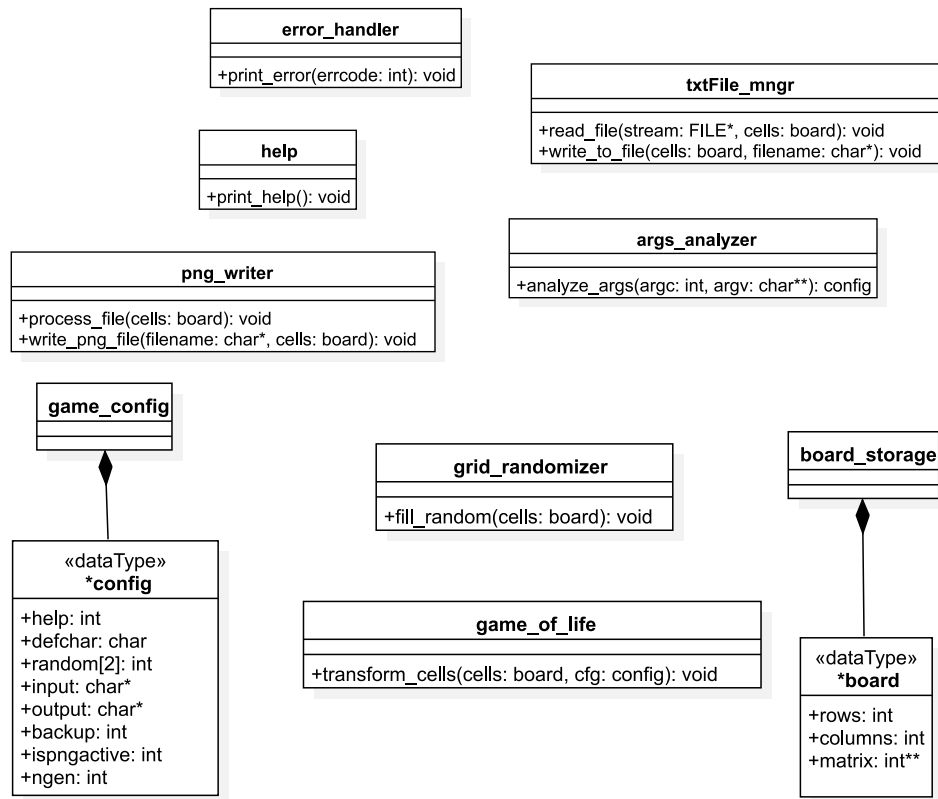 error_handler
+print_error(errcode: int): void
txtFile_mngr
+read_file(stream: FILE*, cells: board): void
+write_to_file(cells: board, filename: char*): void
help
+print_help(): void
args_analyzer
+analyze_args(argc: int, argv: char**): config
png_writer
+process_file(cells: board): void
+write_png_file(filename: char*, cells: board): void
game_config
grid_randomizer
+fill_random(cells: board): void
board_storage
«dataType»
*config
+help: int
+defchar: char
+random[2]: int
+input: char*
+output: char*
+backup: int
+ispngactive: int
+ngen: int
game_of_life
+transform_cells(cells: board, cfg: config): void
«dataType»
*board
+rows: int
+columns: int
+matrix: int**